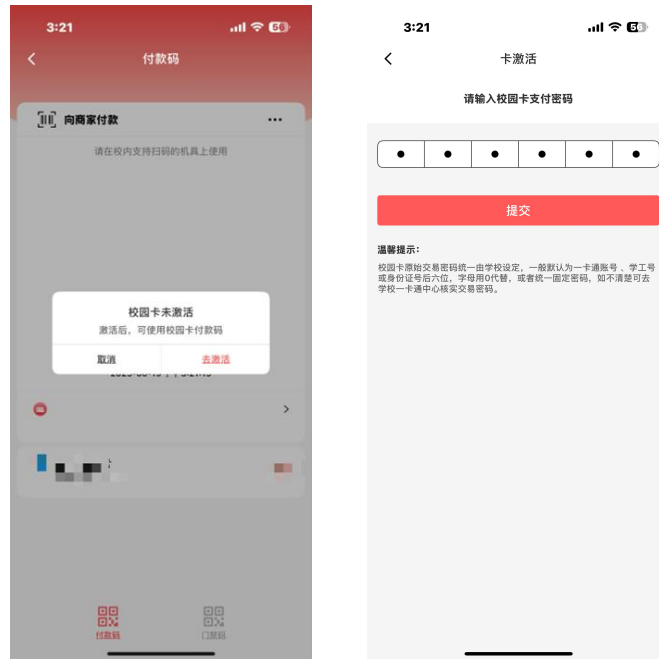 3:21
56
付款码
向商家付款
请在校内支持扫码的机具上使用
校园卡未激活
激活后，可使用校园卡付款码
取消
去激活
付款码
门禁码
3:21
56
卡激活
请输入校园卡支付密码
提交
温馨提示：
校园卡原始交易密码统一由学校设定，一般默认为一卡通账号、学工号
或身份证号后六位，字母用0代替，或者统一固定密码，如不清楚可去
学校一卡通中心核实交易密码。